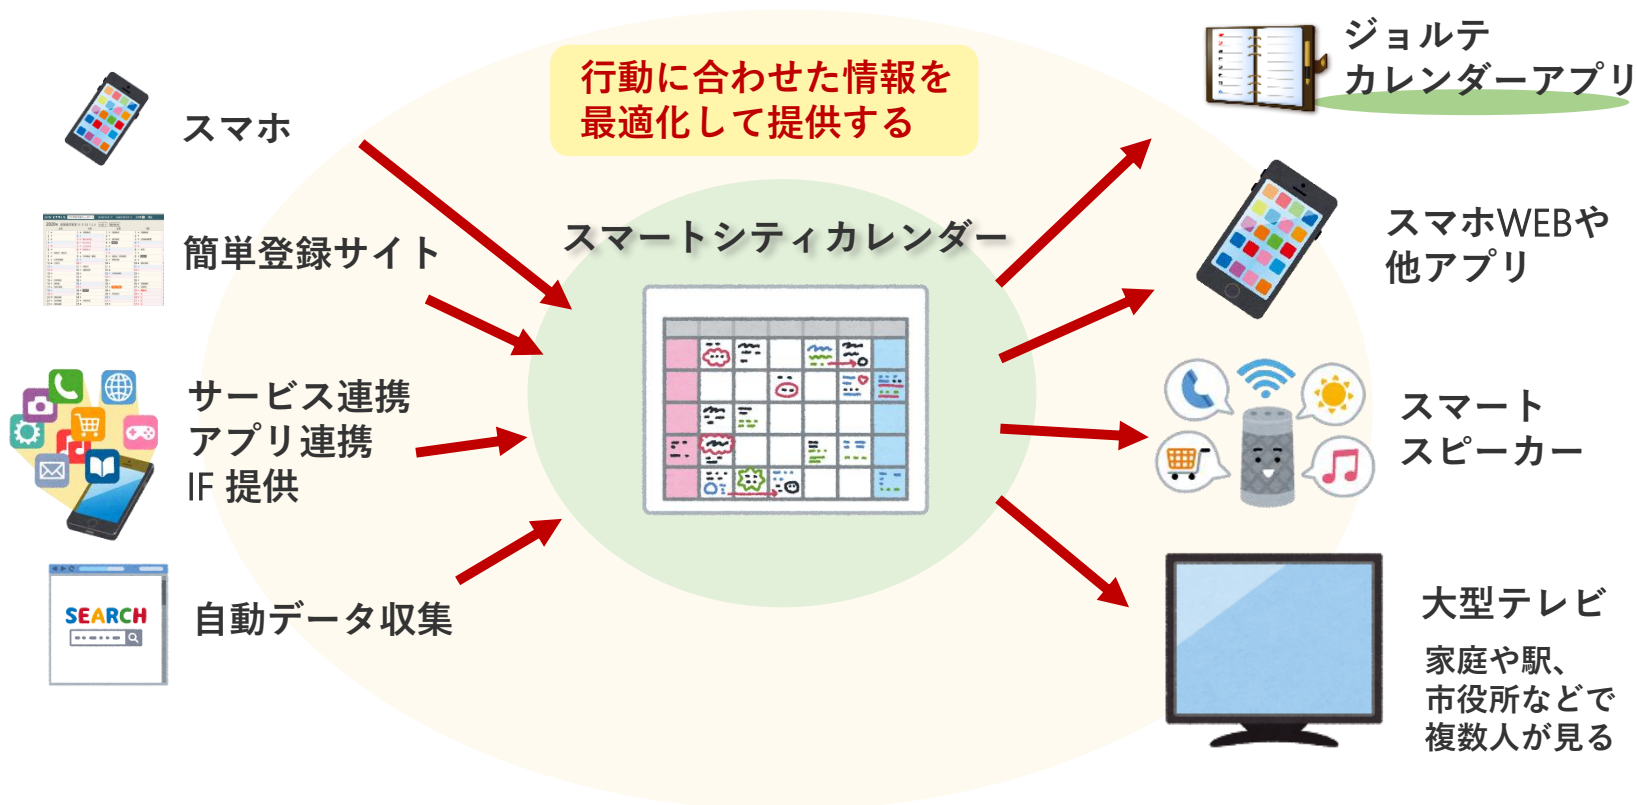 行動に合わせた情報を
最適化して提供する
スマホ
簡単登録サイト
サービス連携
アプリ連携
IF 提供
SEARCH
自動データ収集
スマートシティカレンダー
ジョルテ
カレンダーアプリ
スマホWEBや
他アプリ
スマート
スピーカー
大型テレビ
家庭や駅、
市役所などで
複数人が見る